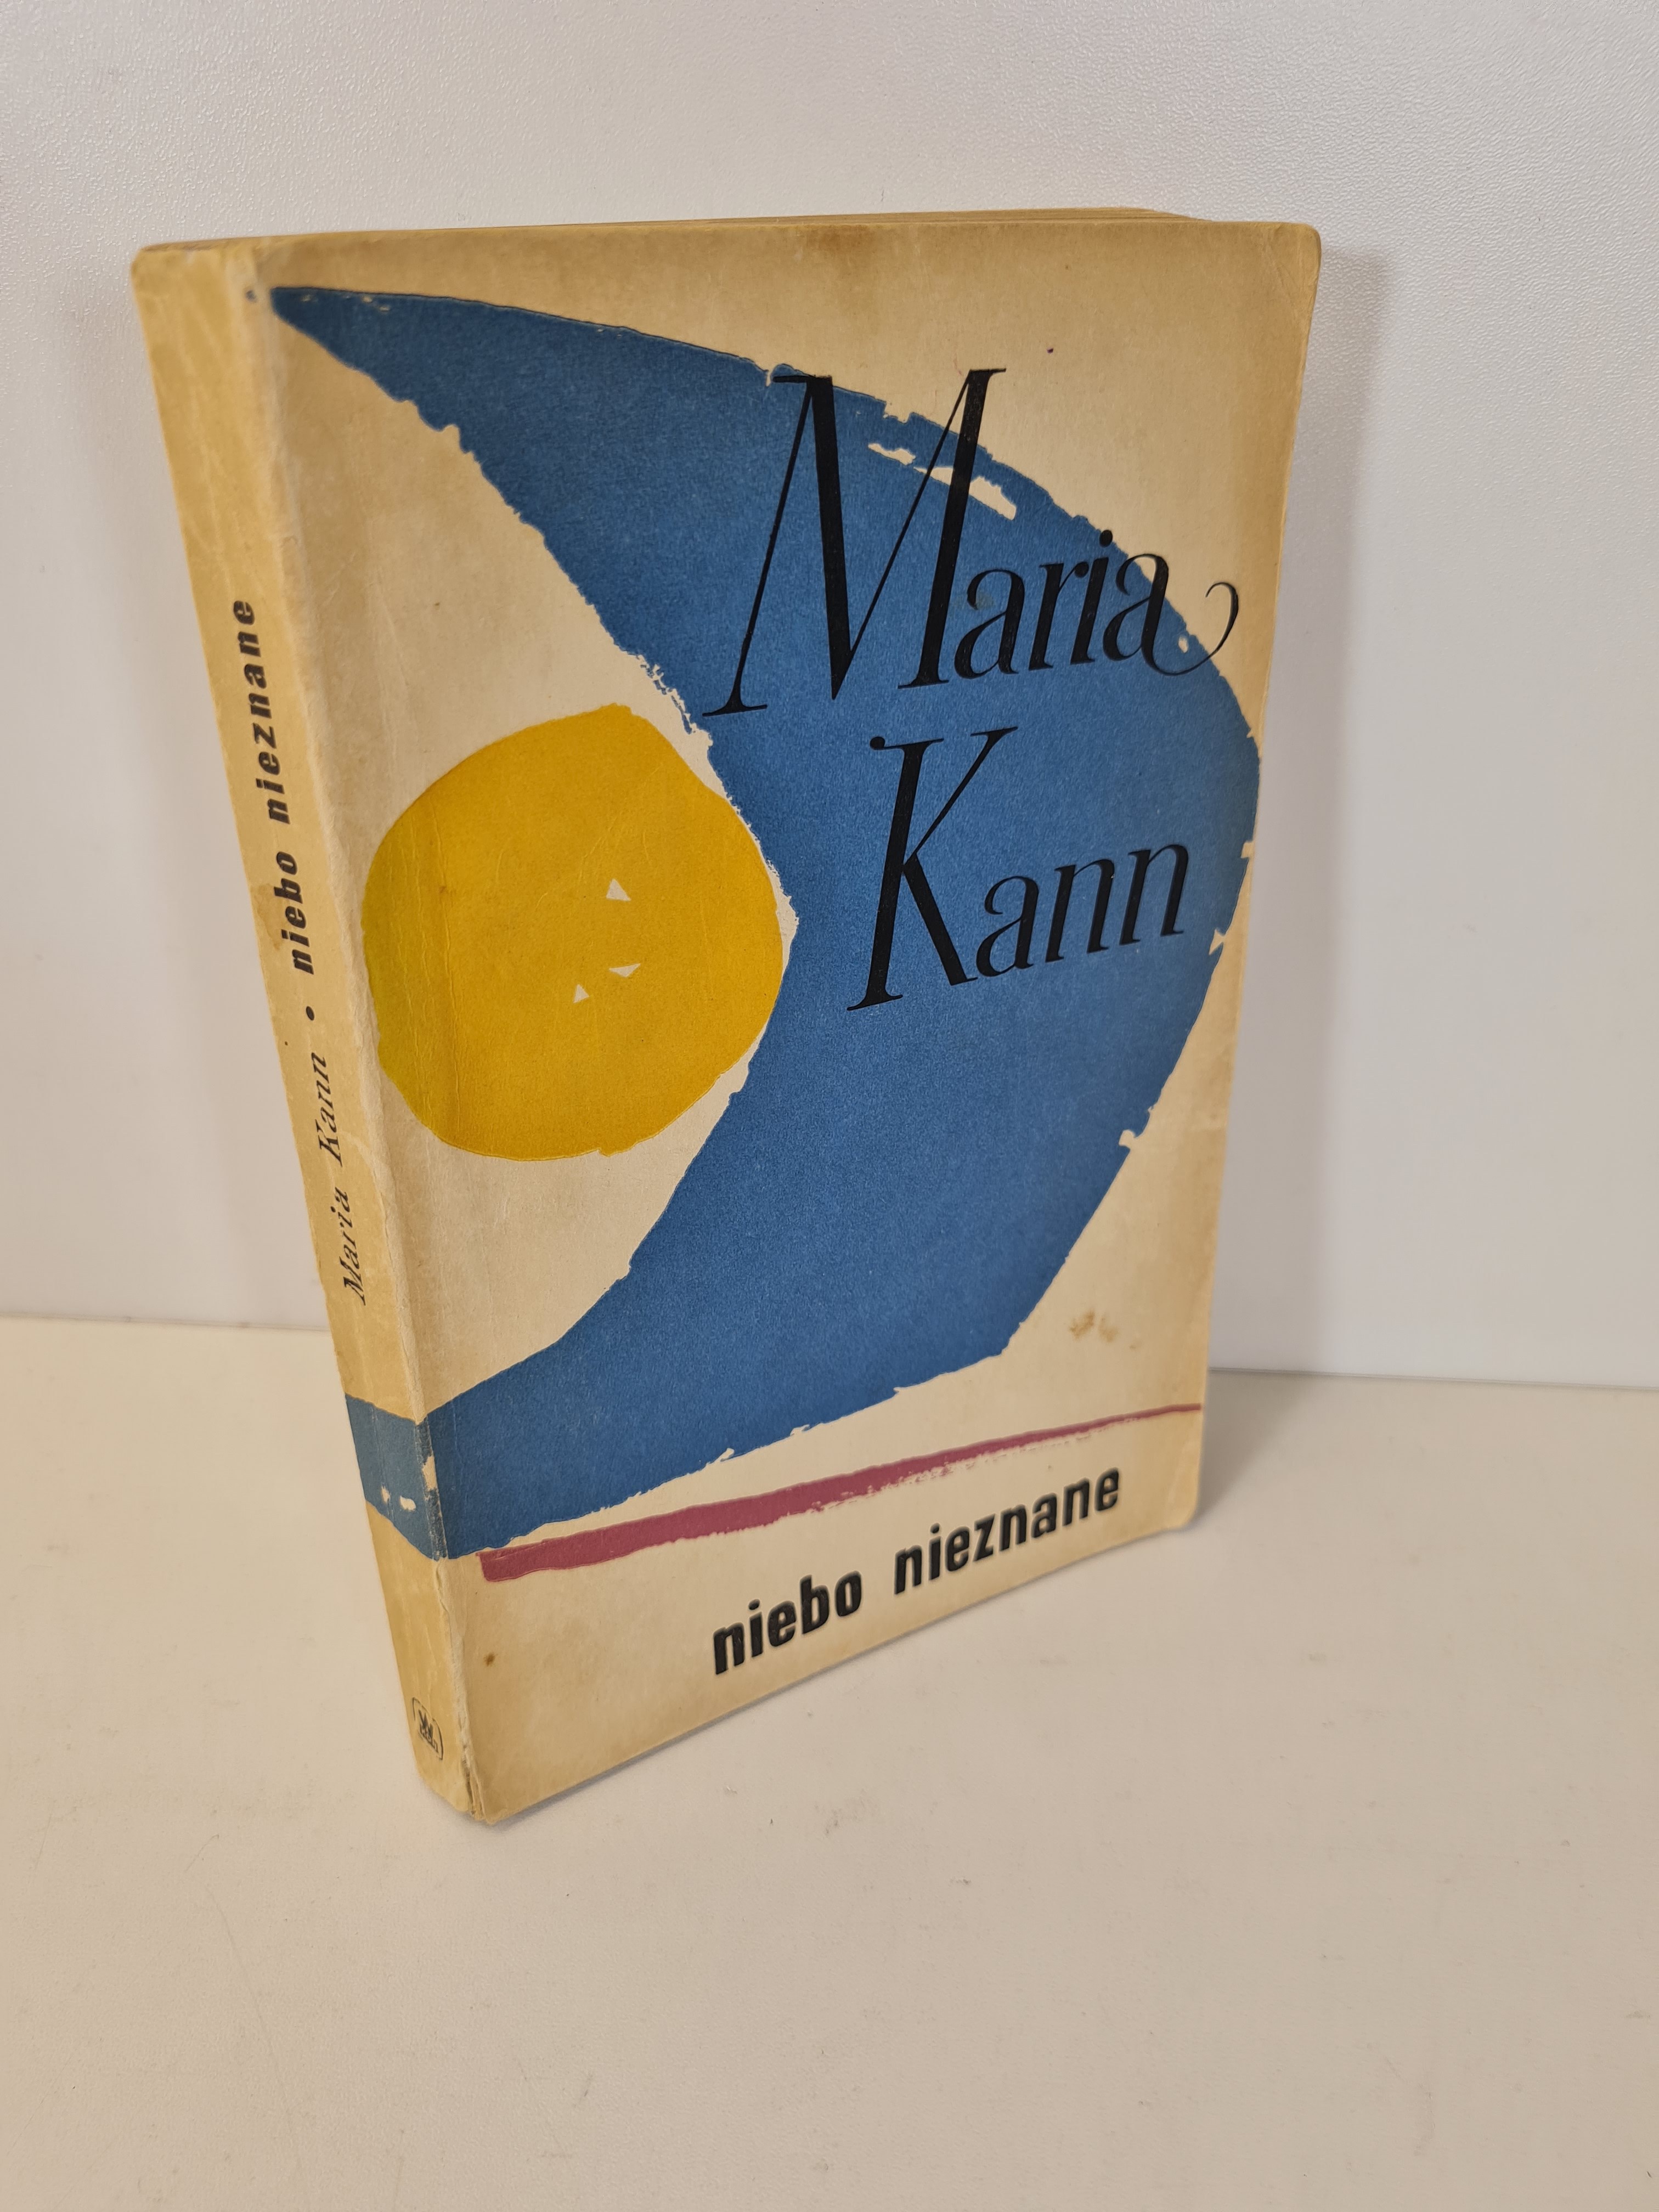 Maria
Kann
niebo nieznane
Maria Kann • niebo nieznane